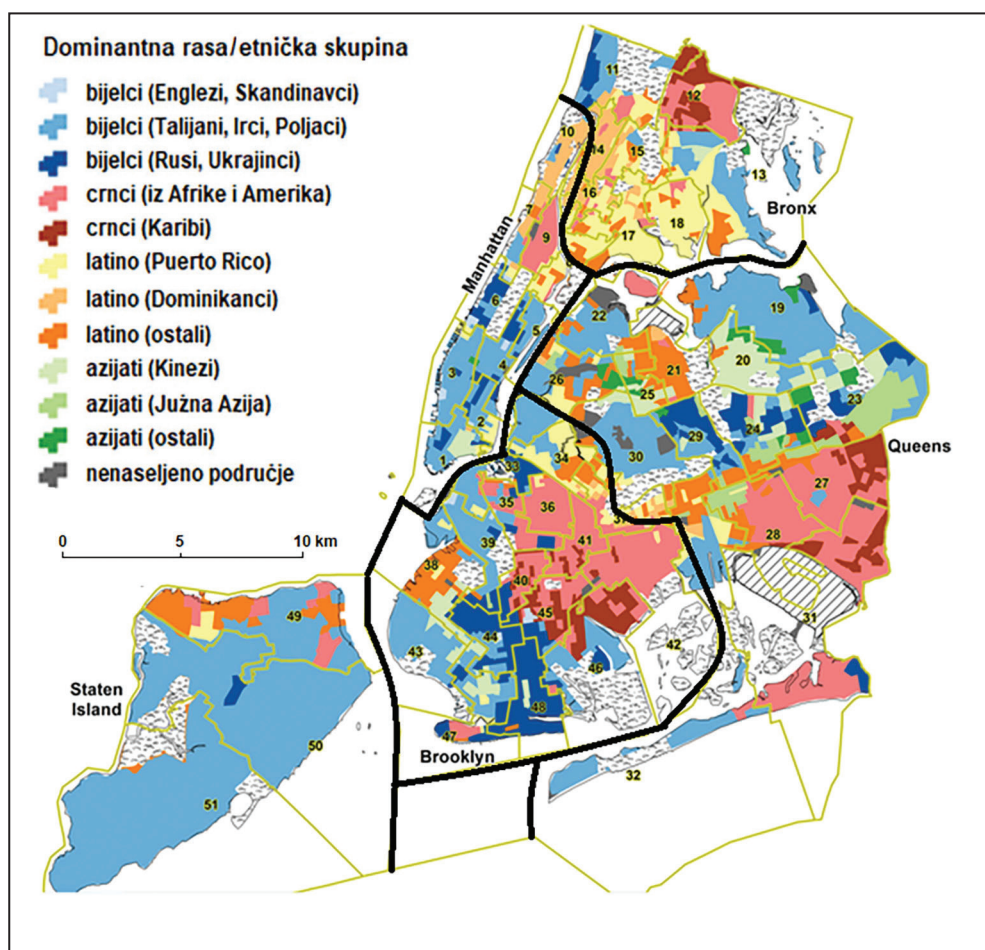 Dominantna rasa/etnička skupina
bijelci (Englezi, Skandinavci)
bijelci (Talijani, Irci, Poljaci)
bijelci (Rusi, Ukrajinci)
crnci (iz Afrike i Amerika)
crnci (Karibi)
latino (Puerto Rico)
latino (Dominikanci)
latino (ostali)
azijati (Kinezi)
azijati (Južna Azija)
azijati (ostali)
nenaseljeno područje
0 5 10 km
Manhattan
Bronx
Queens
Brooklyn
Staten
Island
11
12
10
14
15
13
16
18
7
9
17
8
6
22
19
5
3
4
20
26
21
25
23
2
24
29
34
30
1
33
27
35
36
37
28
39
41
38
40
31
45
44
49
43
42
46
48
47
50
32
51